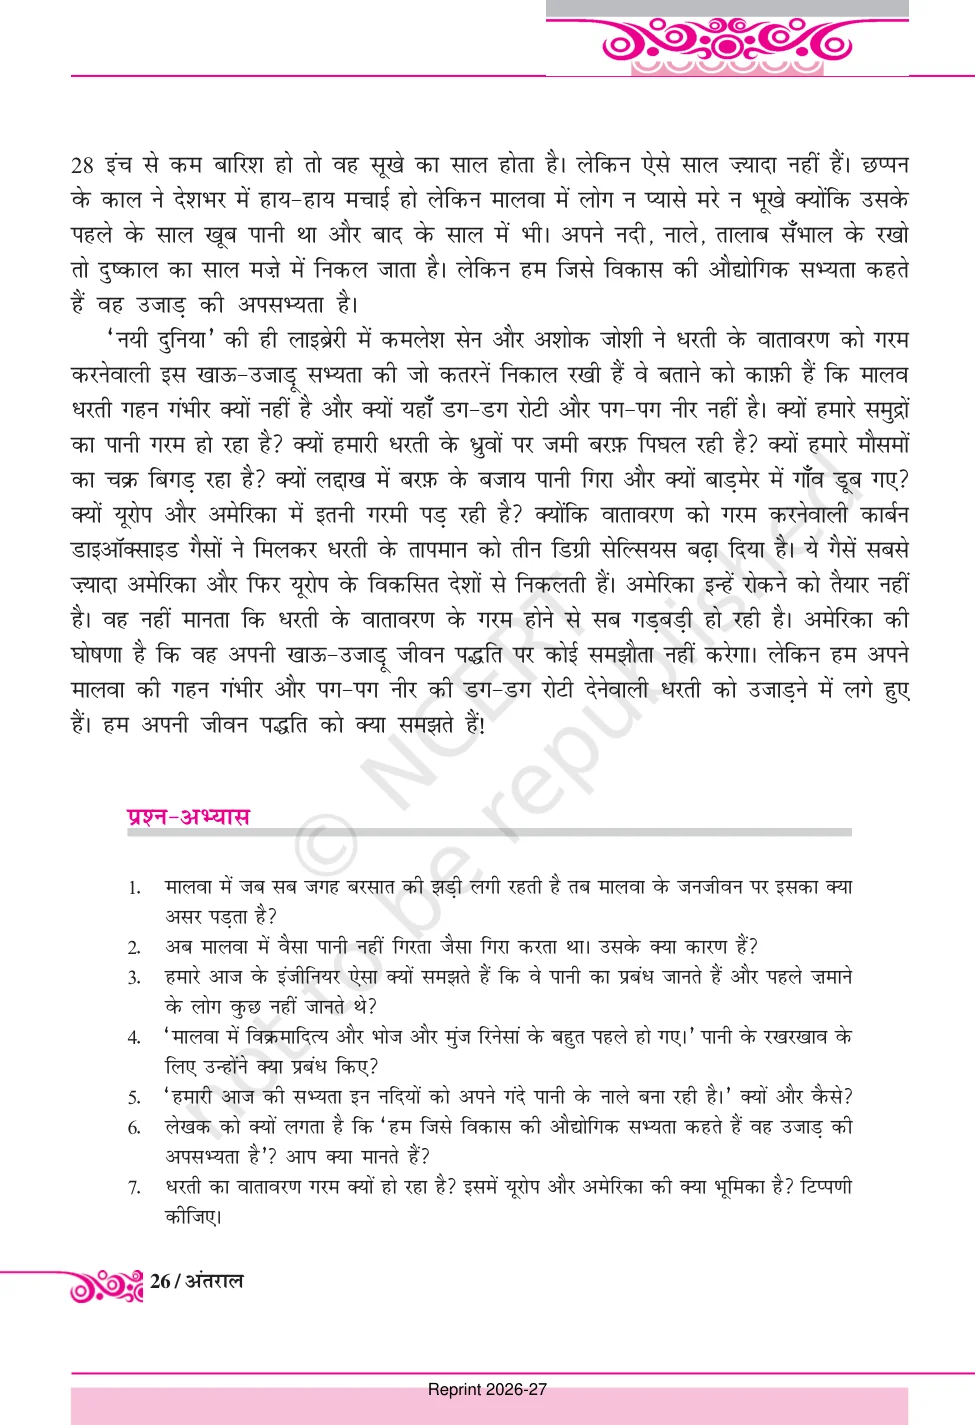 28 इंच से कम बारिश हो तो वह सूखे का साल होता है। लेकिन ऐसे साल ज़्यादा नहीं हैं। छप्पन
के काल ने देशभर में हाय-हाय मचाई हो लेकिन मालवा में लोग न प्यासे मरे न भूखे क्योंकि उसके
पहले के साल खूब पानी था और बाद के साल में भी। अपने नदी, नाले, तालाब सँभाल के रखो
तो दुष्काल का साल मज़े में निकल जाता है। लेकिन हम जिसे विकास की औद्योगिक सभ्यता कहते
हैं वह उजाड़ की अपसभ्यता है।
‘नयी दुनिया’ की ही लाइब्रेरी में कमलेश सेन और अशोक जोशी ने धरती के वातावरण को गरम
करनेवाली इस खाऊ-उजाड़ू सभ्यता की जो कतरनें निकाल रखी हैं वे बताने को काफ़ी हैं कि मालव
धरती गहन गंभीर क्यों नहीं है और क्यों यहाँ डग-डग रोटी और पग-पग नीर नहीं है। क्यों हमारे समुद्रों
का पानी गरम हो रहा है? क्यों हमारी धरती के ध्रुवों पर जमी बरफ़ पिघल रही है? क्यों हमारे मौसमों
का चक्र बिगड़ रहा है? क्यों लद्दाख में बरफ़ के बजाय पानी गिरा और क्यों बाड़मेर में गाँव डूब गए?
क्यों यूरोप और अमेरिका में इतनी गरमी पड़ रही है? क्योंकि वातावरण को गरम करनेवाली कार्बन
डाइऑक्साइड गैसों ने मिलकर धरती के तापमान को तीन डिग्री सेल्सियस बढ़ा दिया है। ये गैसें सबसे
ज़्यादा अमेरिका और फिर यूरोप के विकसित देशों से निकलती हैं। अमेरिका इन्हें रोकने को तैयार नहीं
है। वह नहीं मानता कि धरती के वातावरण के गरम होने से सब गड़बड़ी हो रही है। अमेरिका की
घोषणा है कि वह अपनी खाऊ-उजाड़ू जीवन पद्धति पर कोई समझौता नहीं करेगा। लेकिन हम अपने
मालवा की गहन गंभीर और पग-पग नीर की डग-डग रोटी देनेवाली धरती को उजाड़ने में लगे हुए
हैं। हम अपनी जीवन पद्धति को क्या समझते हैं!
प्रश्न-अभ्यास
1. मालवा में जब सब जगह बरसात की झड़ी लगी रहती है तब मालवा के जनजीवन पर इसका क्या
असर पड़ता है?
2. अब मालवा में वैसा पानी नहीं गिरता जैसा गिरा करता था। उसके क्या कारण हैं?
3. हमारे आज के इंजीनियर ऐसा क्यों समझते हैं कि वे पानी का प्रबंध जानते हैं और पहले ज़माने
के लोग कुछ नहीं जानते थे?
4. ‘मालवा में विक्रमादित्य और भोज और मुंज रिनेसां के बहुत पहले हो गए।’ पानी के रखरखाव के
लिए उन्होंने क्या प्रबंध किए?
5. ‘हमारी आज की सभ्यता इन नदियों को अपने गंदे पानी के नाले बना रही है।’ क्यों और कैसे?
6. लेखक को क्यों लगता है कि ‘हम जिसे विकास की औद्योगिक सभ्यता कहते हैं वह उजाड़ की
अपसभ्यता है’? आप क्या मानते हैं?
7. धरती का वातावरण गरम क्यों हो रहा है? इसमें यूरोप और अमेरिका की क्या भूमिका है? टिप्पणी
कीजिए।
© NCERT
not to be republished
26 / अंतराल
Reprint 2026-27